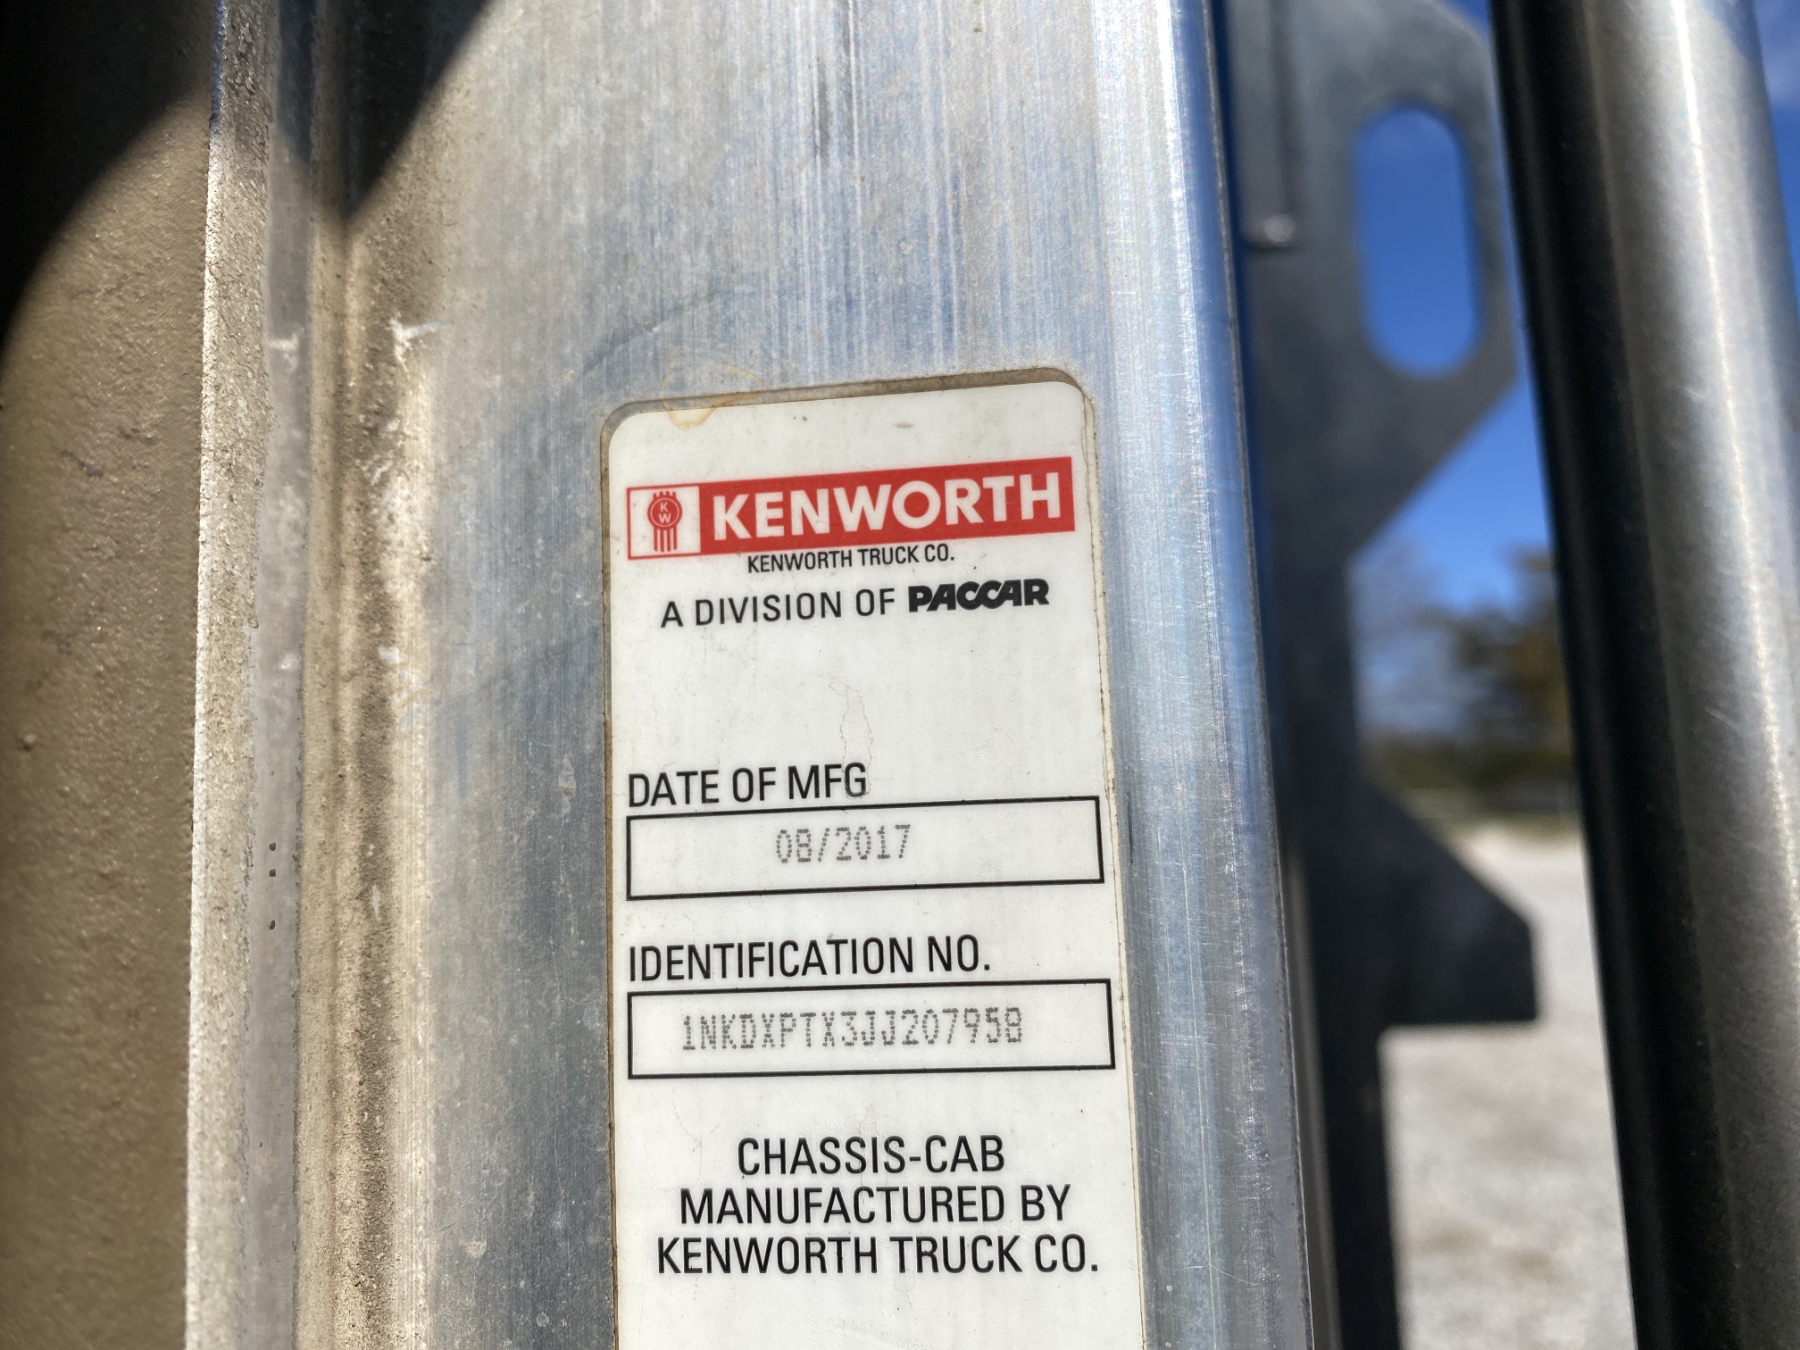 KW KENWORTH
KENWORTH TRUCK CO.
A DIVISION OF PACCAR
DATE OF MFG
08/2017
IDENTIFICATION NO.
1NKDXPTX3JJ207958
CHASSIS-CAB
MANUFACTURED BY
KENWORTH TRUCK CO.